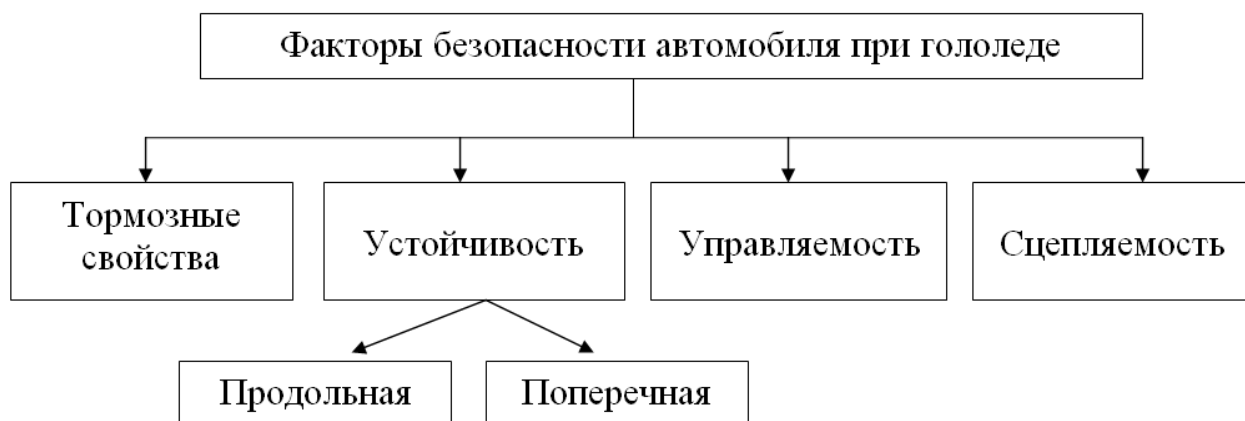 Факторы безопасности автомобиля при гололеде
Тормозные
свойства
Устойчивость
Управляемость
Сцепляемость
Продольная
Поперечная